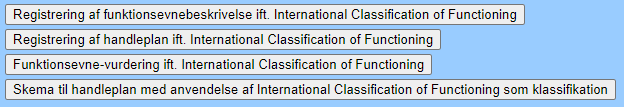 Registrering af funktionsevnebeskrivelse ift. International Classification of Functioning
Registrering af handleplan ift. International Classification of Functioning
Funktionsevne-vurdering ift. International Classification of Functioning
Skema til handleplan med anvendelse af International Classification of Functioning som klassifikation